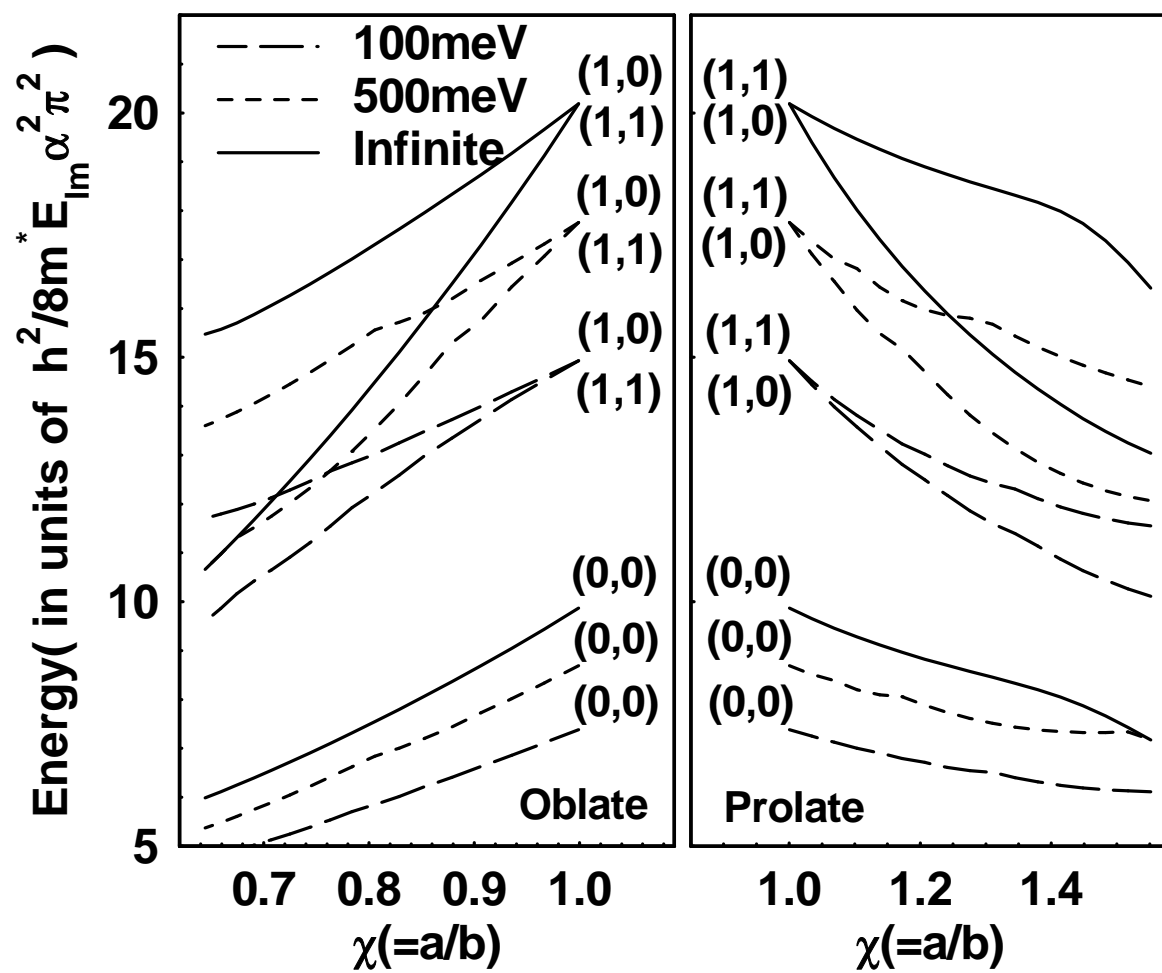 Energy( in units of h²/8m*E_lm α²π²)
100meV
500meV
Infinite
20
15
10
5
(1,0)
(1,1)
(1,0)
(1,1)
(1,0)
(1,1)
(0,0)
(0,0)
(0,0)
Oblate
0.7 0.8 0.9 1.0
χ(=a/b)
(1,1)
(1,0)
(1,1)
(1,0)
(1,1)
(1,0)
(0,0)
(0,0)
(0,0)
Prolate
1.0 1.2 1.4
χ(=a/b)